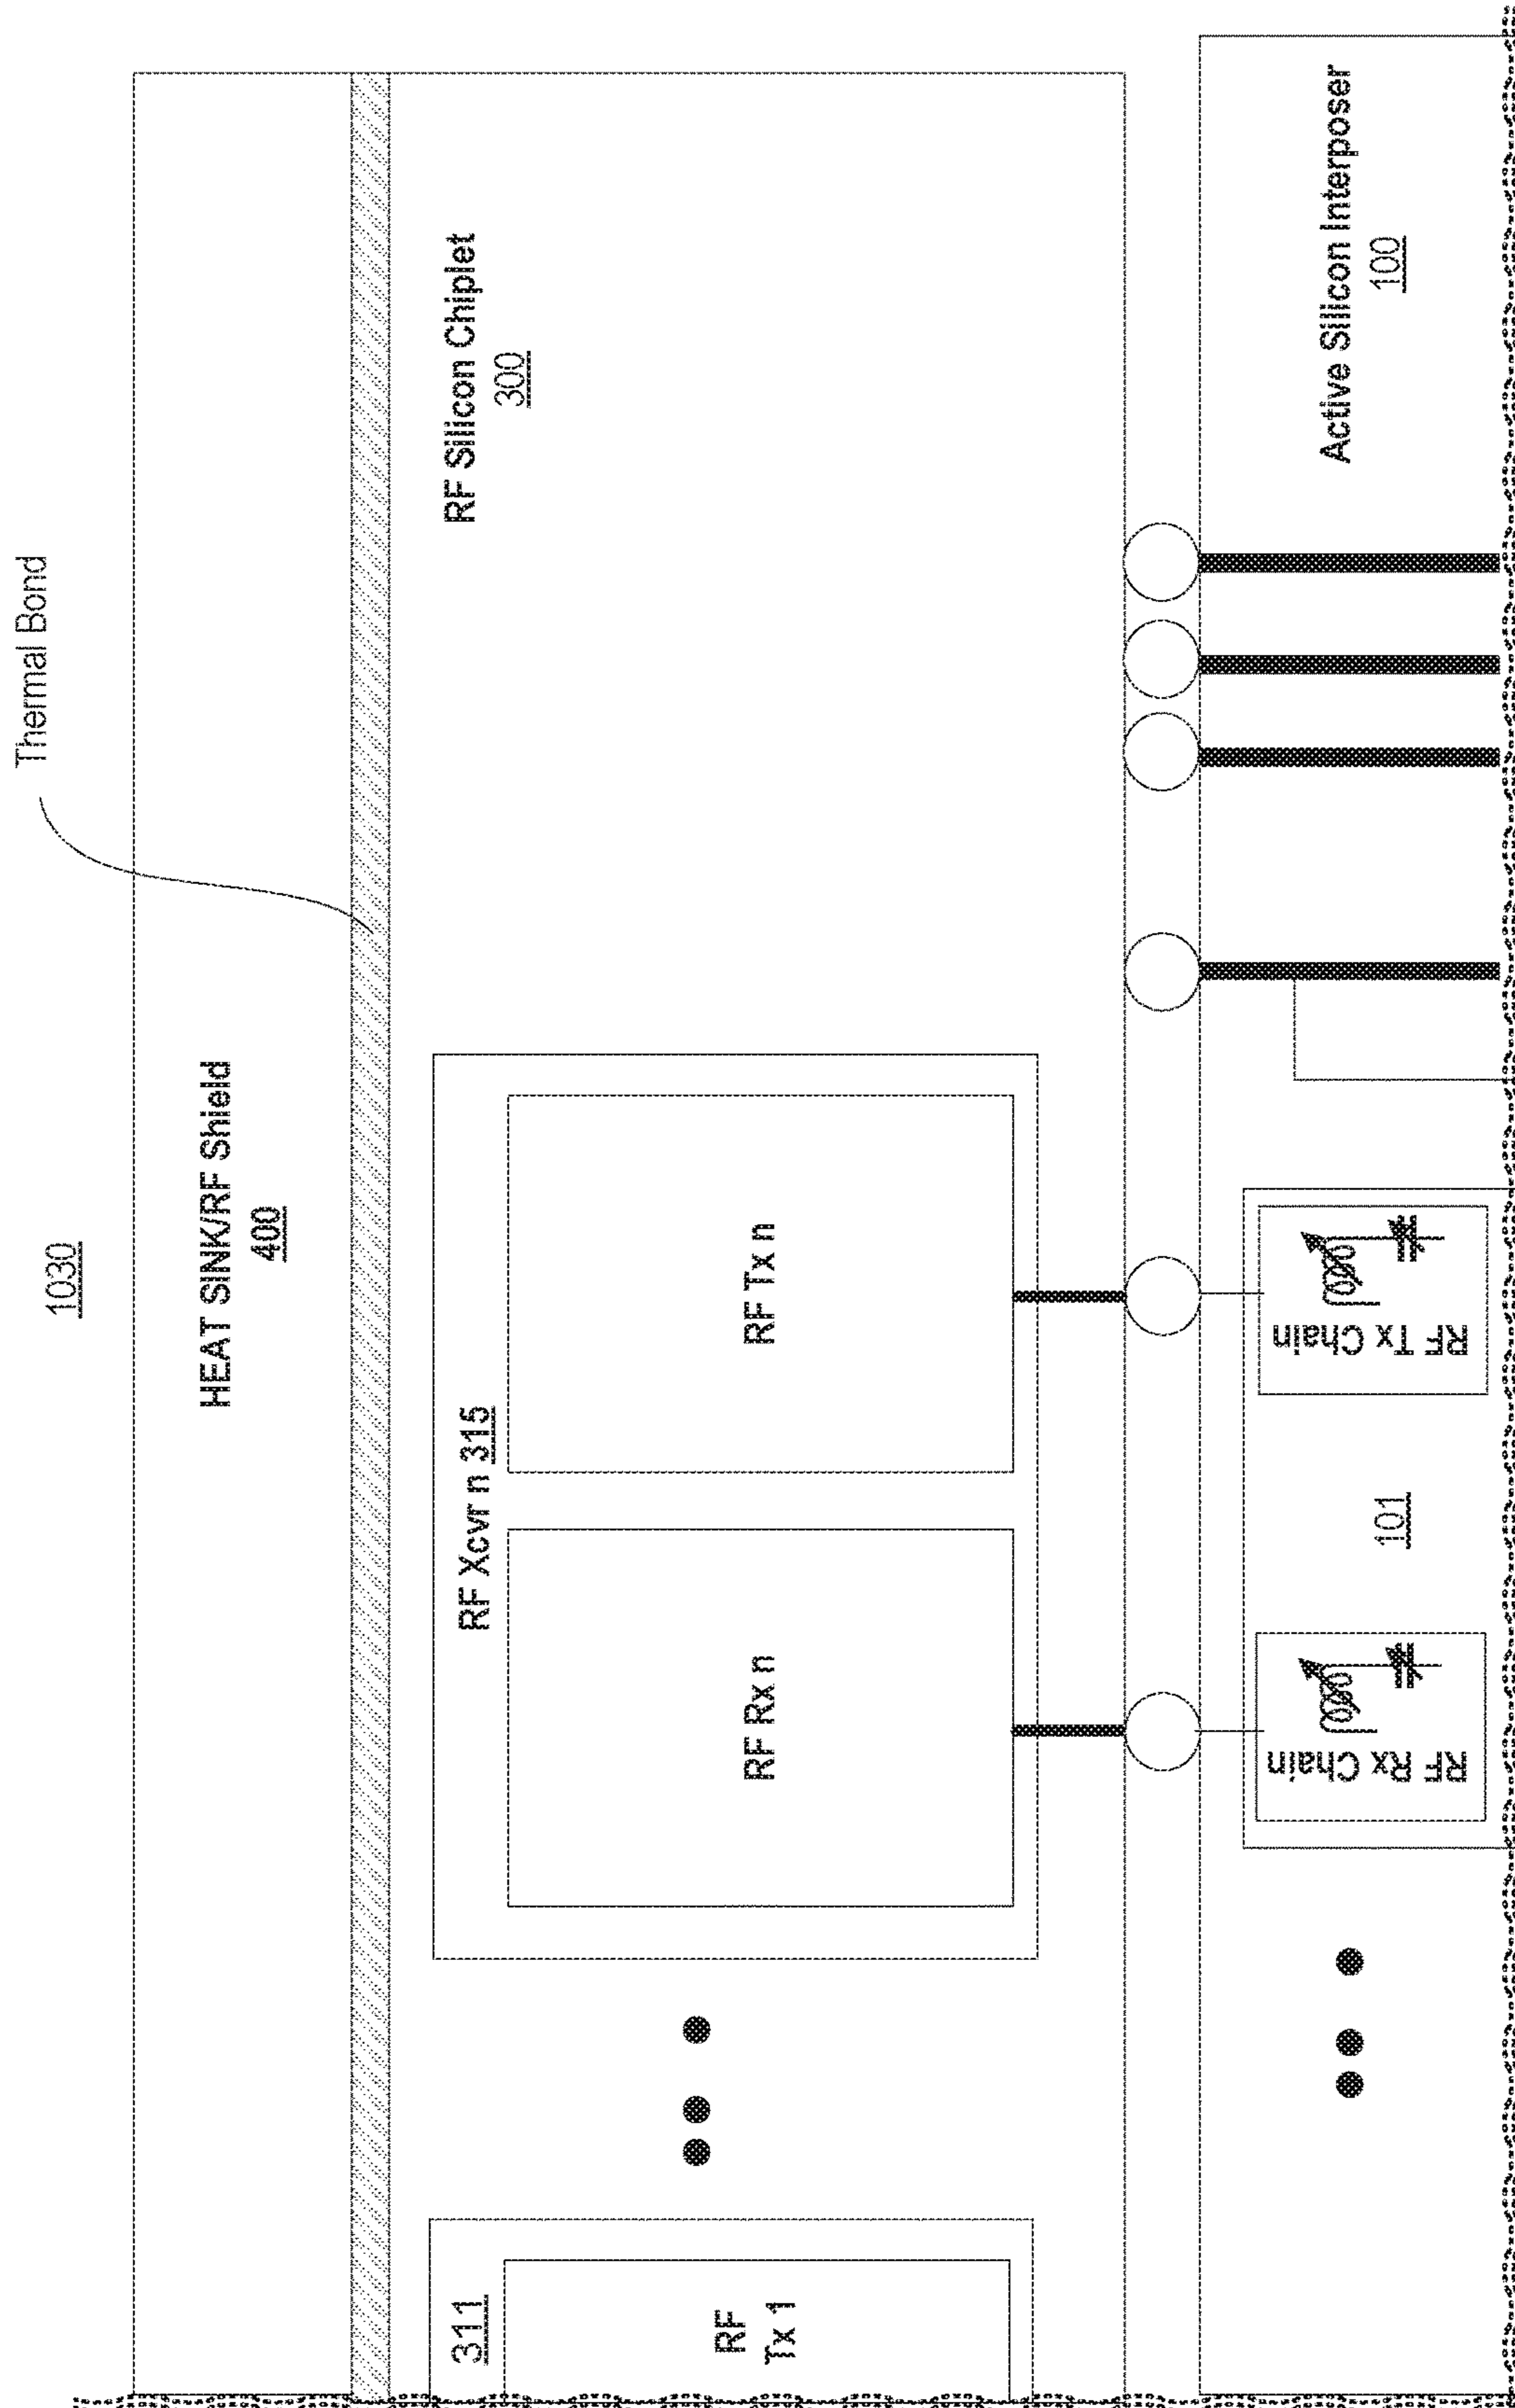 1030
Thermal Bond
HEAT SINK/RF Shield
400
RF Silicon Chiplet
300
311
RF
Tx 1
RF Xcvr n 315
RF Rx n
RF Tx n
RF Rx Chain
101
RF Tx Chain
Active Silicon Interposer
100